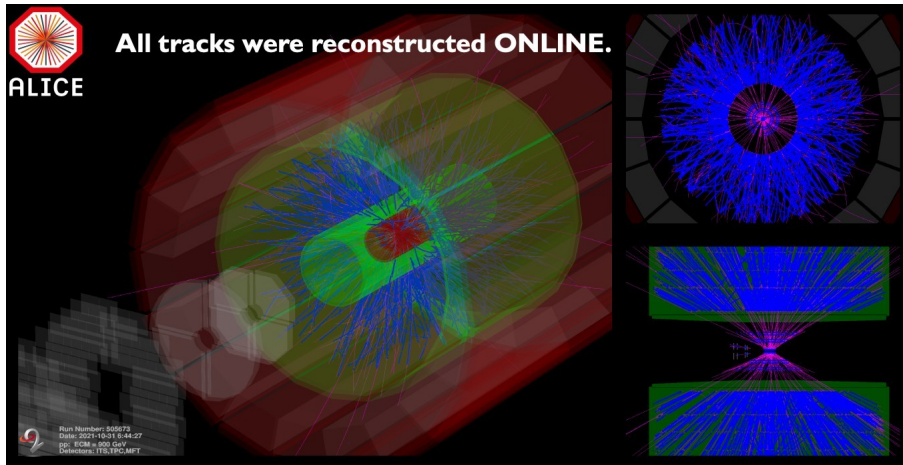 ALICE
All tracks were reconstructed ONLINE.
Run Number: 505673
Date: 2021-10-31 6:44:27
pp: ECM = 900 GeV
Detectors: ITS,TPC,MFT